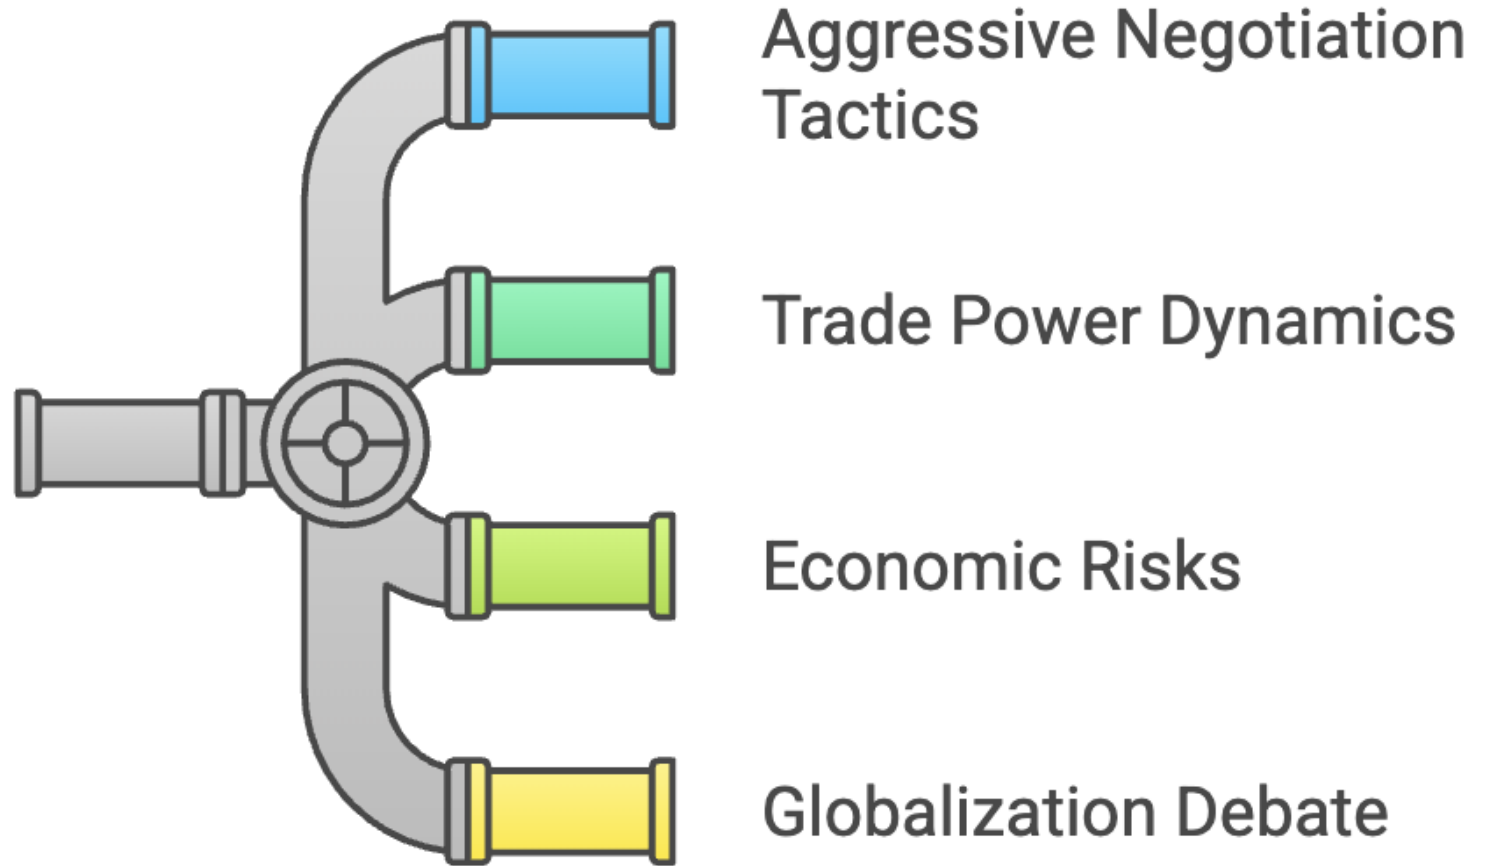 Aggressive Negotiation
Tactics
Trade Power Dynamics
Economic Risks
Globalization Debate